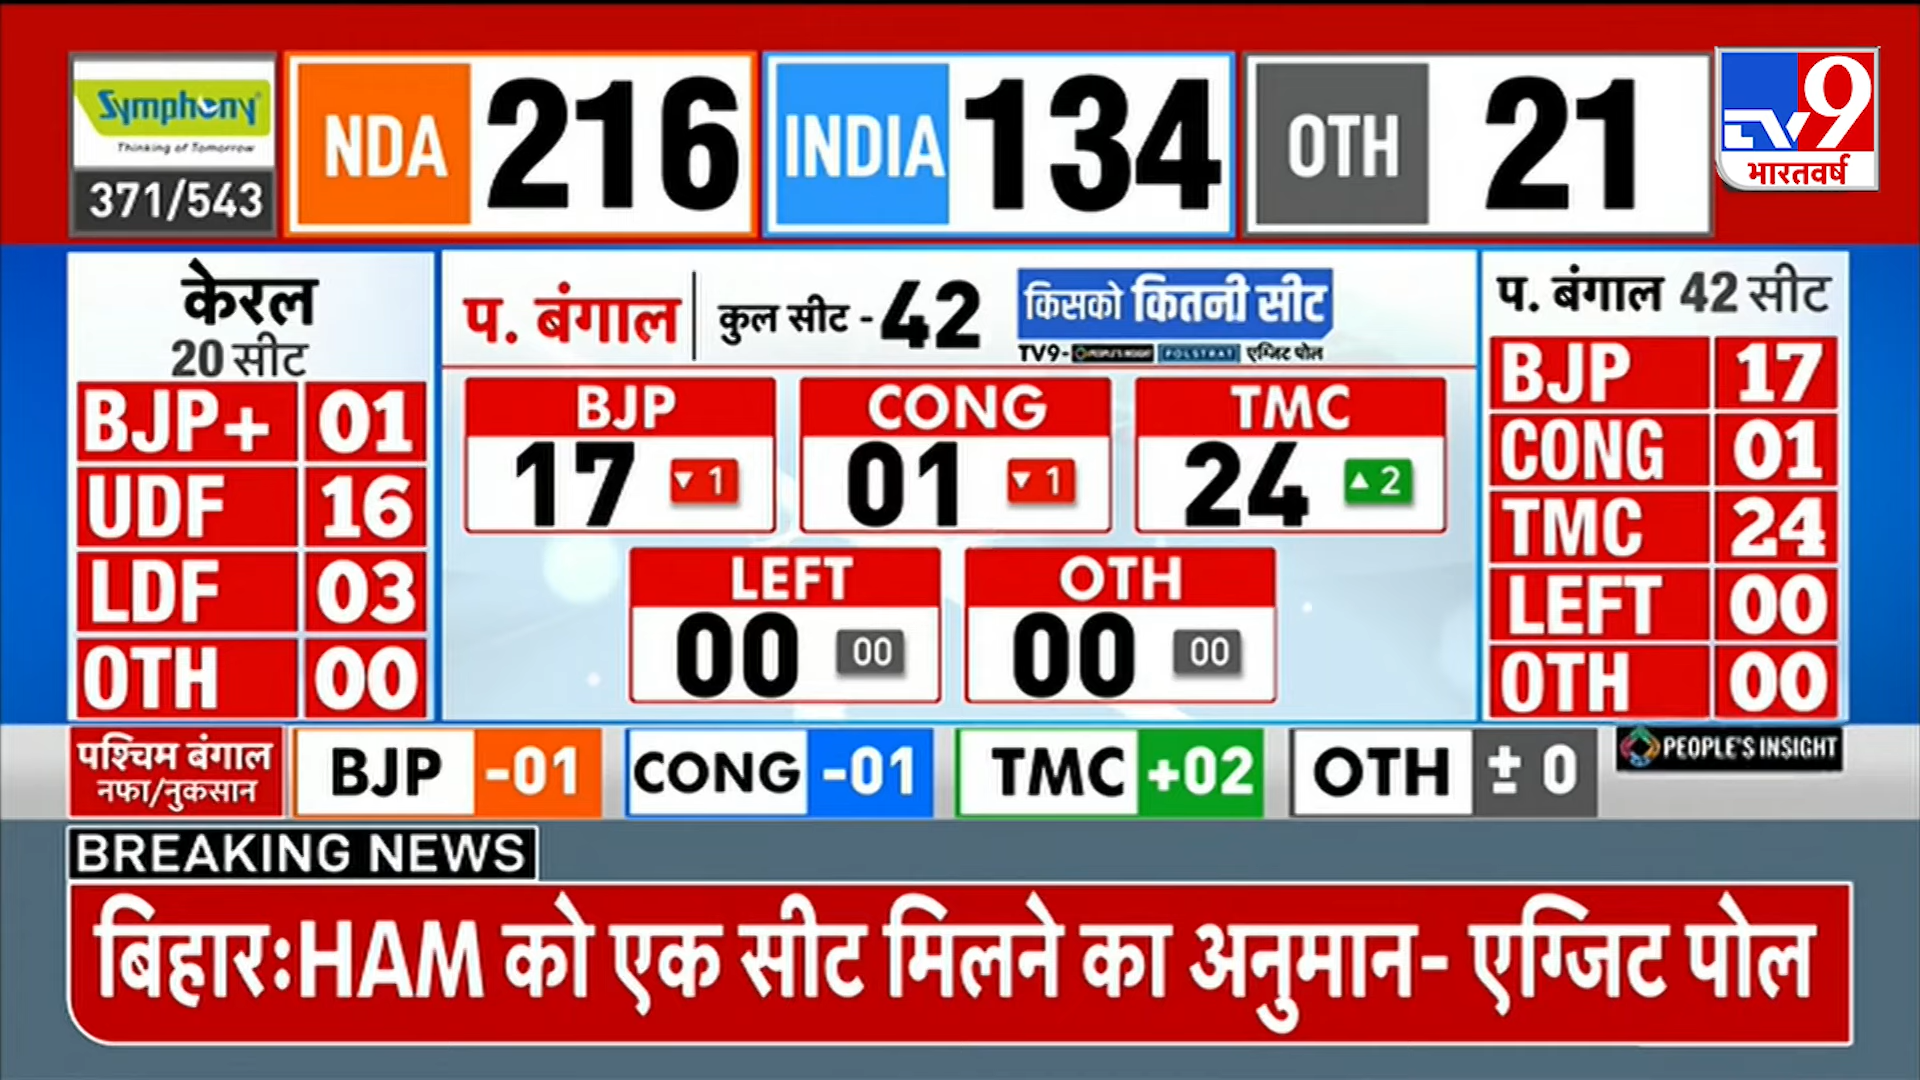 Symphony
Thinking of Tomorrow
371/543
NDA 216
INDIA 134
OTH 21
TV9
भारतवर्ष
केरल
20 सीट
BJP+ 01
UDF 16
LDF 03
OTH 00
प. बंगाल
कुल सीट - 42
किसको कितनी सीट
TV9- PEOPLE'S INSIGHT POLSTRAT एग्जिट पोल
BJP CONG TMC
17 ▼ 1 01 ▼ 1 24 ▲ 2
LEFT OTH
00 00 00 00
प. बंगाल 42 सीट
BJP 17
CONG 01
TMC 24
LEFT 00
OTH 00
पश्चिम बंगाल
नफा/नुकसान
BJP -01 CONG -01 TMC +02 OTH ± 0
PEOPLE'S INSIGHT
BREAKING NEWS
बिहार:HAM को एक सीट मिलने का अनुमान- एग्जिट पोल